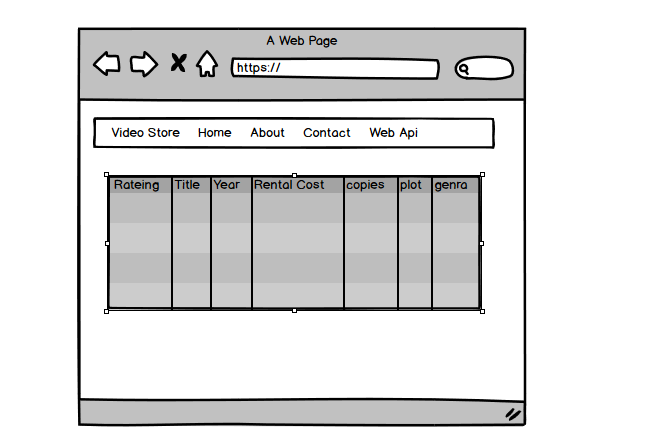 A Web Page
https://
Video Store Home About Contact Web Api
Rateing Title Year Rental Cost copies plot genra